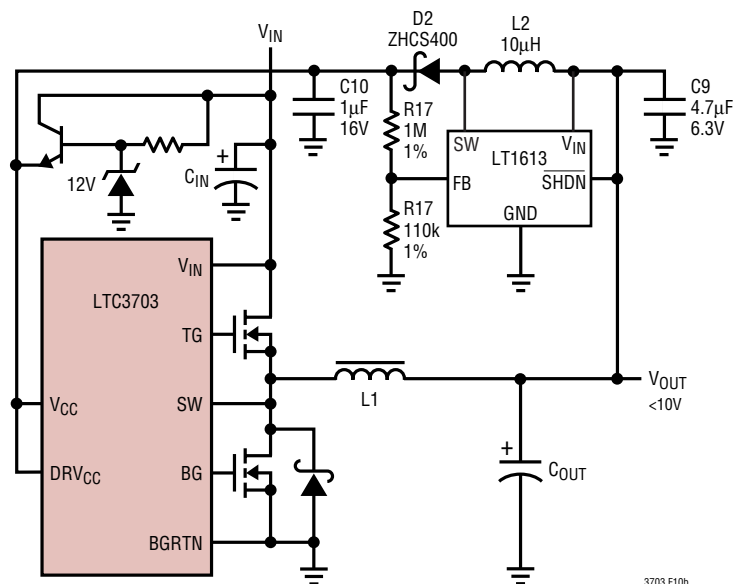 V_IN
D2
ZHCS400
L2
10μH
C10
1μF
16V
R17
1M
1%
C9
4.7μF
6.3V
SW
V_IN
LT1613
FB
SHDN
GND
12V
C_IN
R17
110k
1%
LTC3703
V_IN
TG
V_CC
SW
DRV_CC
BG
BGRTN
L1
V_OUT
<10V
C_OUT
+
+
3703 F10b